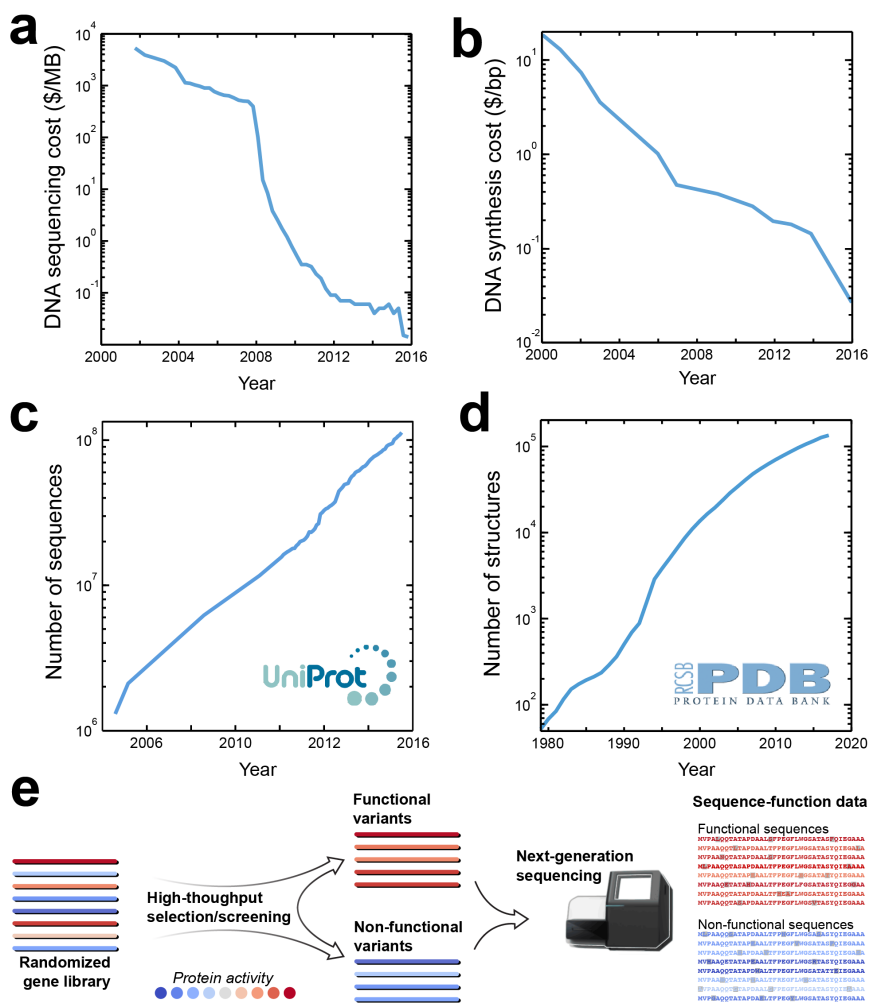 a
DNA sequencing cost ($/MB)
10^4
10^3
10^2
10^1
10^0
10^-1
2000 2004 2008 2012 2016
Year
b
DNA synthesis cost ($/bp)
10^1
10^0
10^-1
10^-2
2000 2004 2008 2012 2016
Year
c
Number of sequences
10^8
10^7
10^6
2006 2010 2012 2016
Year
UniProt
d
Number of structures
10^5
10^4
10^3
10^2
1980 1990 2000 2010 2020
Year
RCSB
PDB
PROTEIN DATA BANK
e
Randomized
gene library
High-thoughput
selection/screening
Protein activity
Functional
variants
Non-functional
variants
Next-generation
sequencing
Sequence-function data
Functional sequences
Non-functional sequences